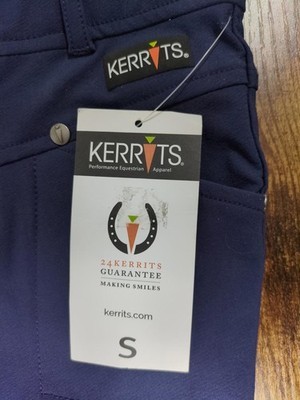 KERRITS®
KERRITS®
Performance Equestrian Apparel
24KERRITS
GUARANTEE
MAKING SMILES
kerrits.com
S